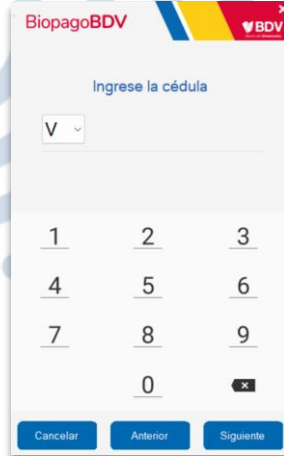 BiopagoBDV
BDV
Ingrese la cédula
V
1 2 3
4 5 6
7 8 9
0
Cancelar Anterior Siguiente